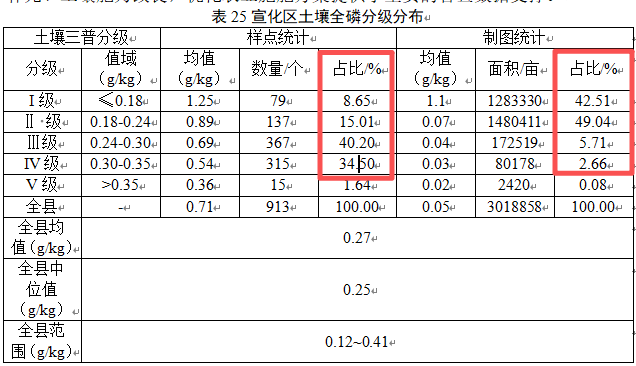 表 25 宣化区土壤全磷分级分布
土壤三普分级 样点统计 制图统计
分级 值域(g/kg) 均值(g/kg) 数量/个 占比/% 均值(g/kg) 面积/亩 占比/%
Ⅰ级 ≤0.18 1.25 79 8.65 1.1 1283330 42.51
Ⅱ·级 0.18-0.24 0.89 137 15.01 0.07 1480411 49.04
Ⅲ级 0.24-0.30 0.69 367 40.20 0.04 172519 5.71
Ⅳ级 0.30-0.35 0.54 315 34.50 0.03 80178 2.66
Ⅴ级 >0.35 0.36 15 1.64 0.02 2420 0.08
全县 - 0.71 913 100.00 0.05 3018858 100.00
全县均值(g/kg) 0.27
全县中位值(g/kg) 0.25
全县范围(g/kg) 0.12~0.41